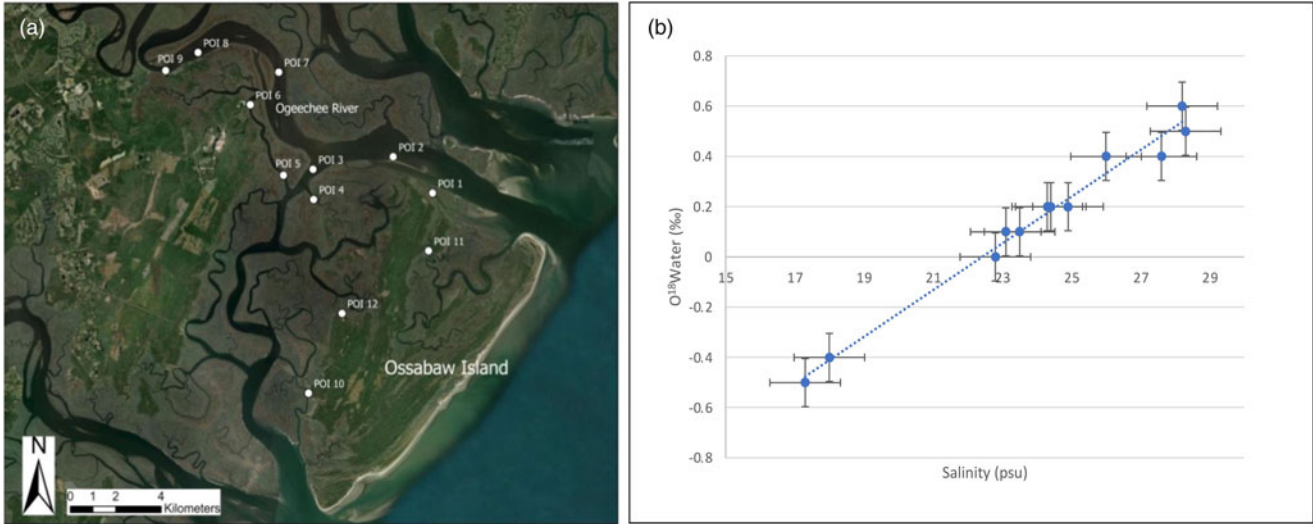 (a)
POI 8
POI 9
POI 7
POI 6
Ogeechee River
POI 2
POI 3
POI 5
POI 1
POI 4
POI 11
POI 12
Ossabaw Island
POI 10
N
0 1 2 4
Kilometers
(b)
0.8
0.6
0.4
0.2
0
-0.2
-0.4
-0.6
-0.8
15 17 19 21 23 25 27 29
O¹⁸Water (‰)
Salinity (psu)